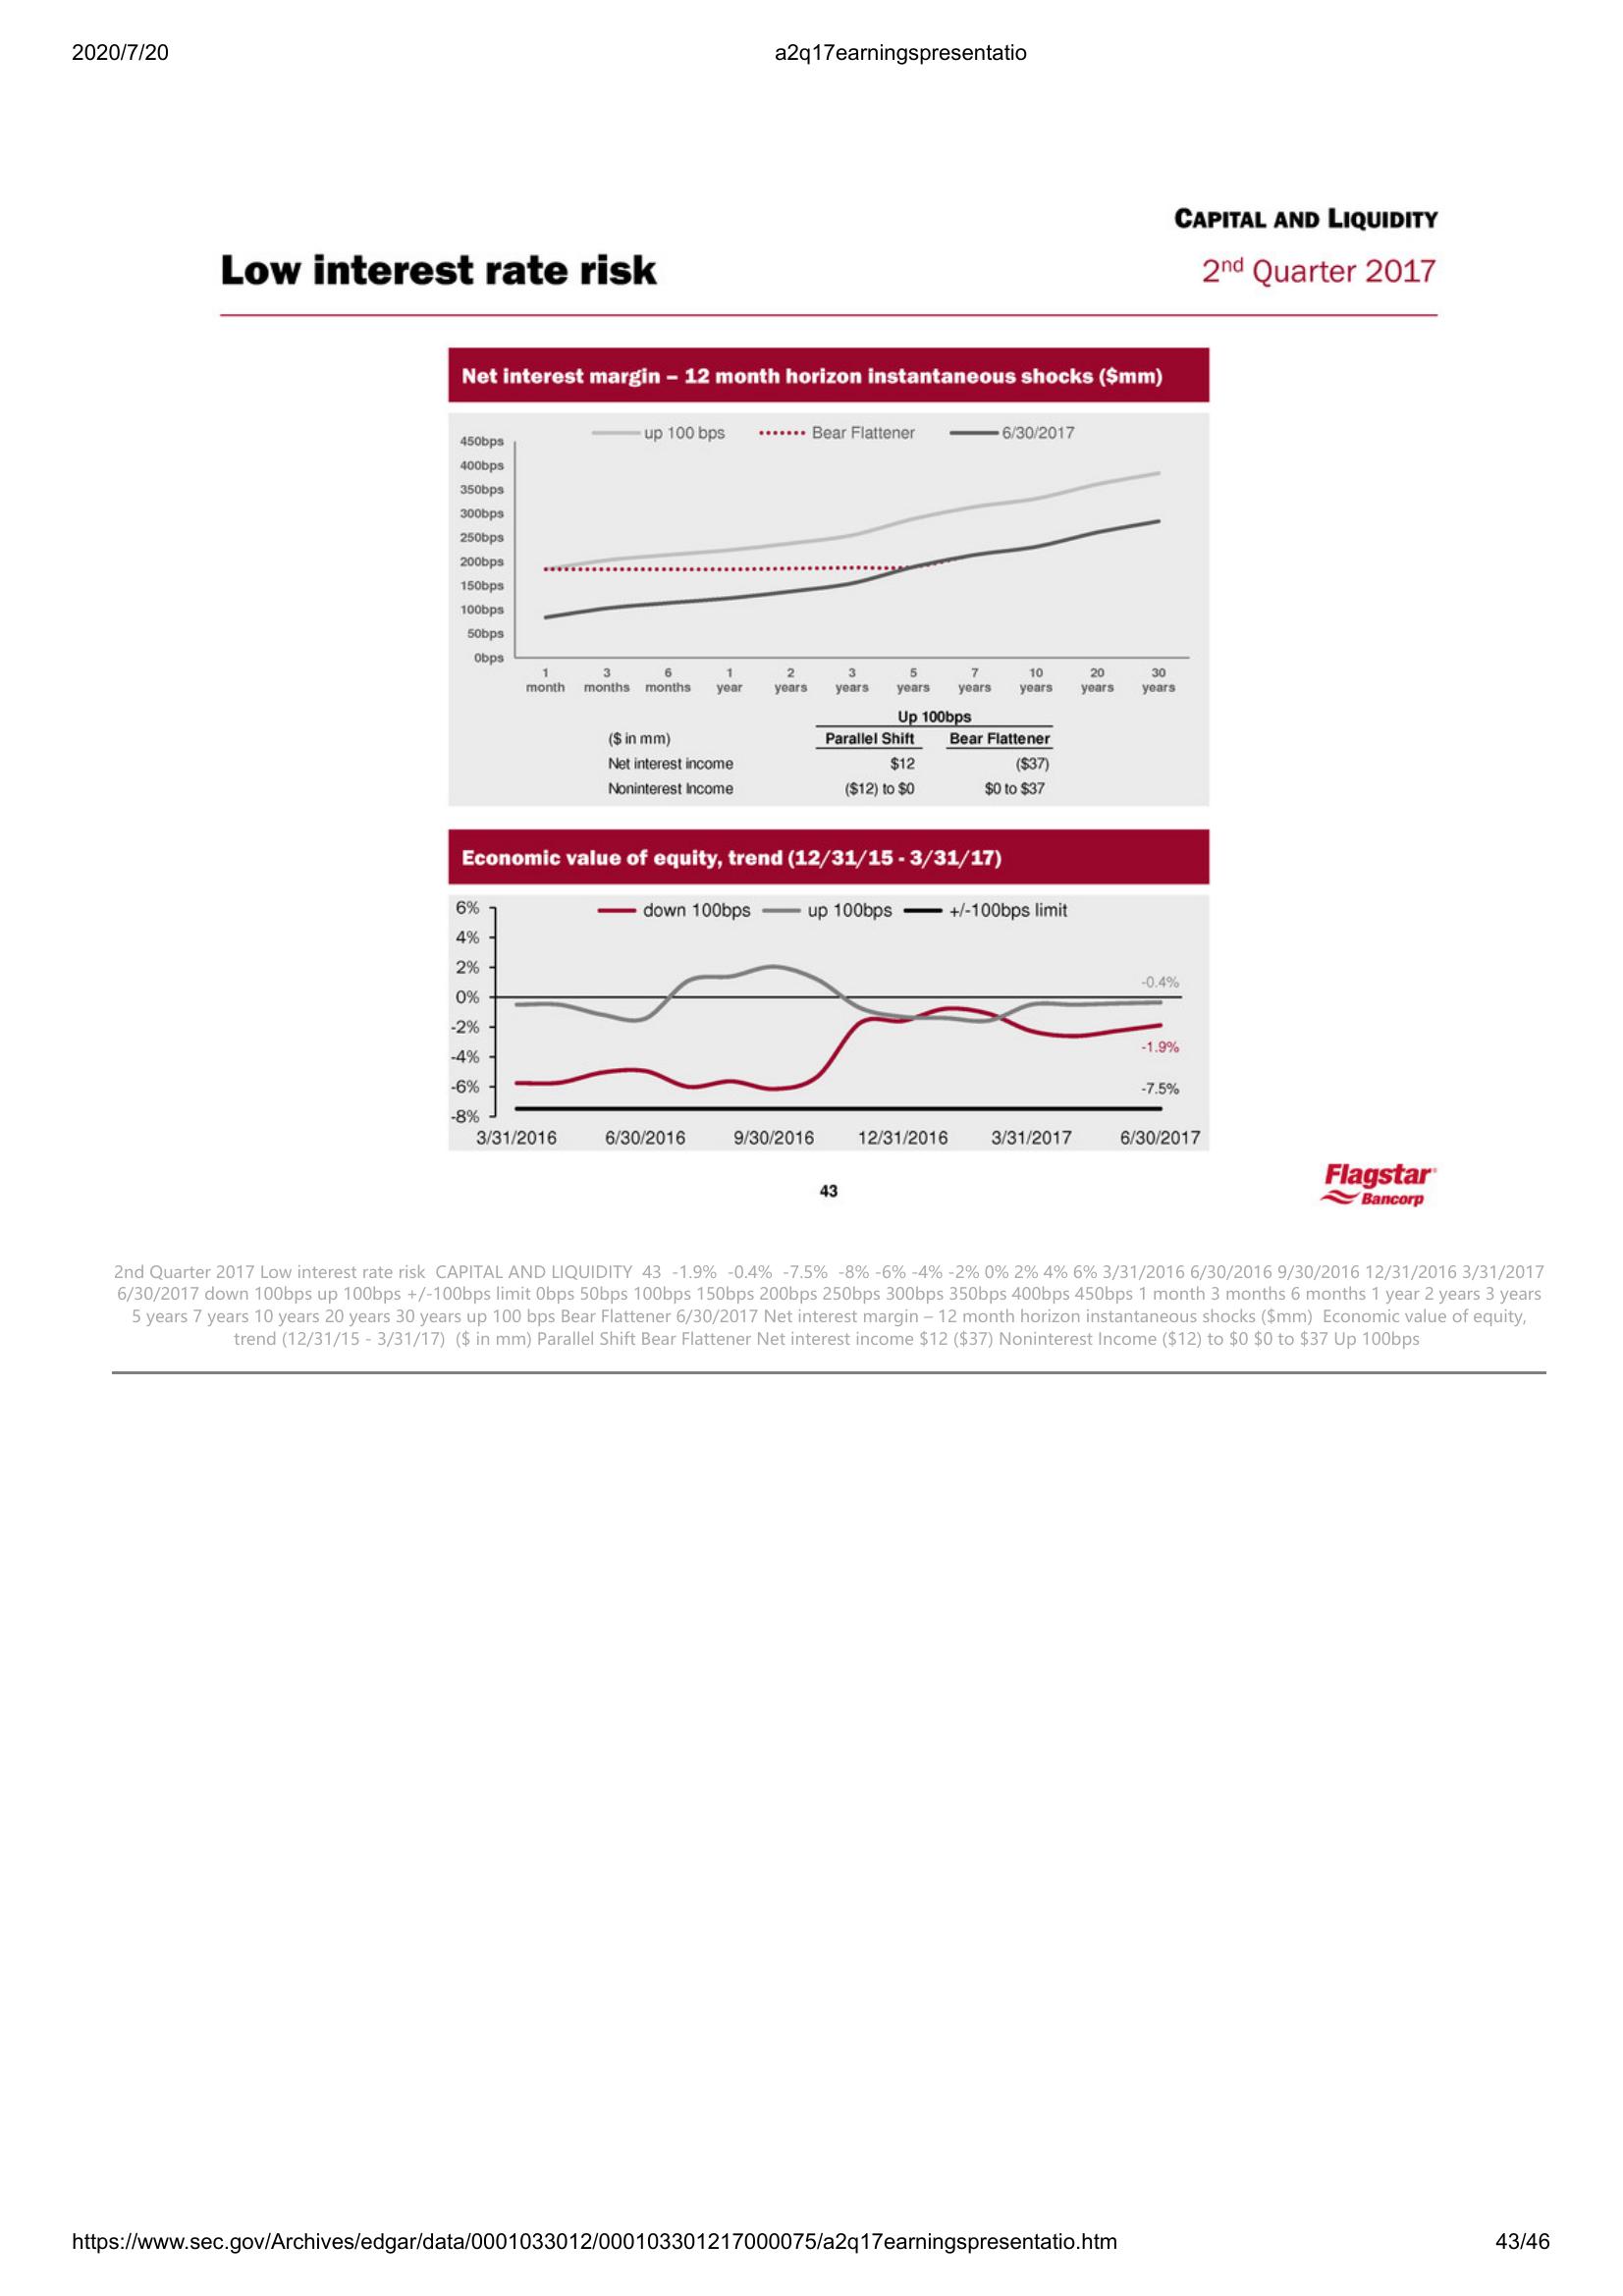 2020/7/20
a2q17earningspresentatio
CAPITAL AND LIQUIDITY
Low interest rate risk
2nd Quarter 2017
Net interest margin – 12 month horizon instantaneous shocks ($mm)
up 100 bps Bear Flattener 6/30/2017
450bps
400bps
350bps
300bps
250bps
200bps
150bps
100bps
50bps
0bps
1 3 6 1 2 3 5 7 10 20 30
month months months year years years years years years years years
Up 100bps
($ in mm) Parallel Shift Bear Flattener
Net interest income $12 ($37)
Noninterest Income ($12) to $0 $0 to $37
Economic value of equity, trend (12/31/15 - 3/31/17)
down 100bps up 100bps +/-100bps limit
6%
4%
2%
0%
-2%
-4%
-6%
-8%
-0.4%
-1.9%
-7.5%
3/31/2016 6/30/2016 9/30/2016 12/31/2016 3/31/2017 6/30/2017
43
Flagstar
Bancorp
2nd Quarter 2017 Low interest rate risk CAPITAL AND LIQUIDITY 43 -1.9% -0.4% -7.5% -8% -6% -4% -2% 0% 2% 4% 6% 3/31/2016 6/30/2016 9/30/2016 12/31/2016 3/31/2017
6/30/2017 down 100bps up 100bps +/-100bps limit 0bps 50bps 100bps 150bps 200bps 250bps 300bps 350bps 400bps 450bps 1 month 3 months 6 months 1 year 2 years 3 years
5 years 7 years 10 years 20 years 30 years up 100 bps Bear Flattener 6/30/2017 Net interest margin – 12 month horizon instantaneous shocks ($mm) Economic value of equity,
trend (12/31/15 - 3/31/17) ($ in mm) Parallel Shift Bear Flattener Net interest income $12 ($37) Noninterest Income ($12) to $0 $0 to $37 Up 100bps
https://www.sec.gov/Archives/edgar/data/0001033012/000103301217000075/a2q17earningspresentatio.htm
43/46